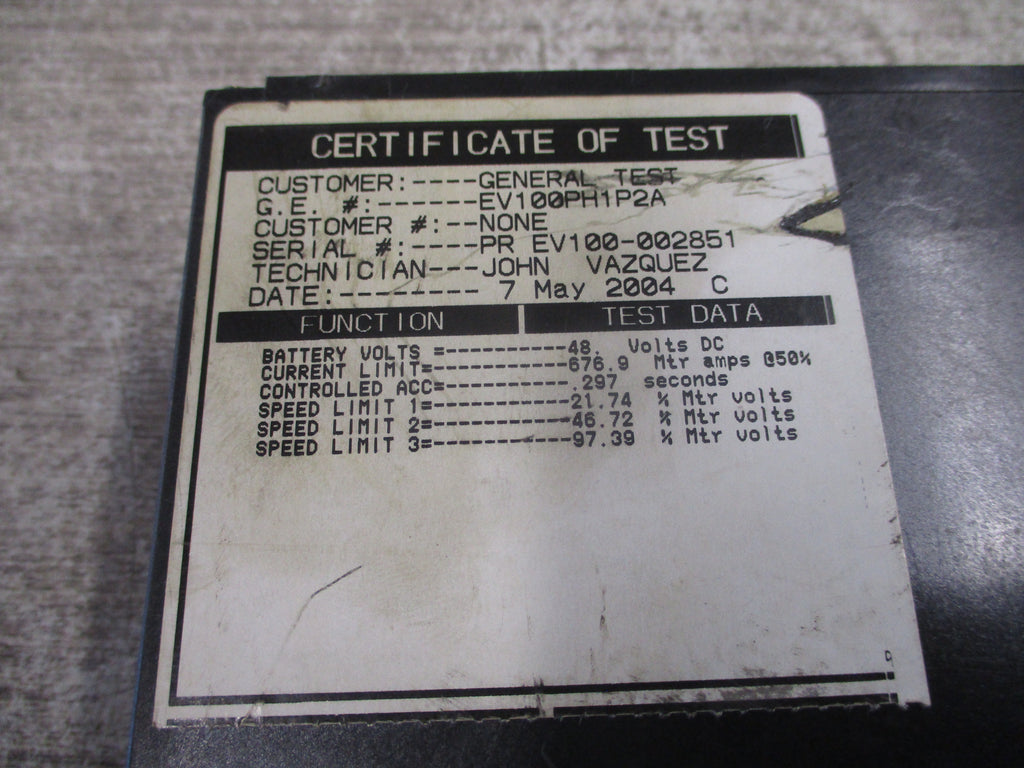 CERTIFICATE OF TEST
CUSTOMER:----GENERAL TEST
G.E. #:------EV100PH1P2A
CUSTOMER #:--NONE
SERIAL #:----PR EV100-002851
TECHNICIAN---JOHN VAZQUEZ
DATE:--------- 7 May 2004 C
FUNCTION TEST DATA
BATTERY VOLTS =-----------48. Volts DC
CURRENT LIMIT=------------676.9 Mtr amps @50%
CONTROLLED ACC=-----------.297 seconds
SPEED LIMIT 1=------------21.74 % Mtr volts
SPEED LIMIT 2=------------46.72 % Mtr volts
SPEED LIMIT 3=------------97.39 % Mtr volts
D